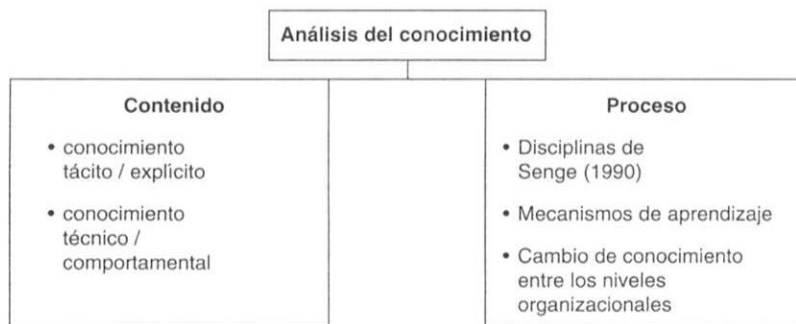 Análisis del conocimiento
Contenido
• conocimiento
tácito / explícito
• conocimiento
técnico /
comportamental
Proceso
• Disciplinas de
Senge (1990)
• Mecanismos de aprendizaje
• Cambio de conocimiento
entre los niveles
organizacionales